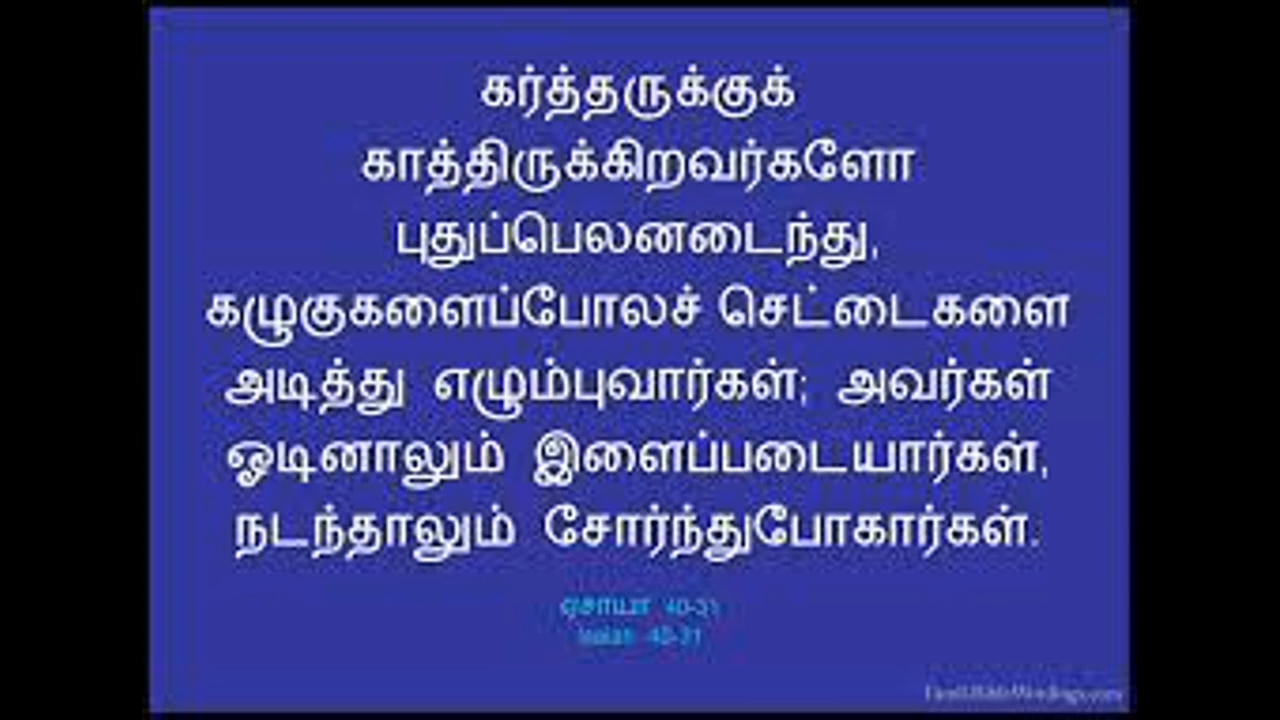 கர்த்தருக்குக்
காத்திருக்கிறவர்களோ
புதுப்பெலனடைந்து,
கழுகுகளைப்போலச் செட்டைகளை
அடித்து எழும்புவார்கள்; அவர்கள்
ஓடினாலும் இளைப்படையார்கள்,
நடந்தாலும் சோர்ந்துபோகார்கள்.
ஏசாயா 40-31
Isaiah 40-31